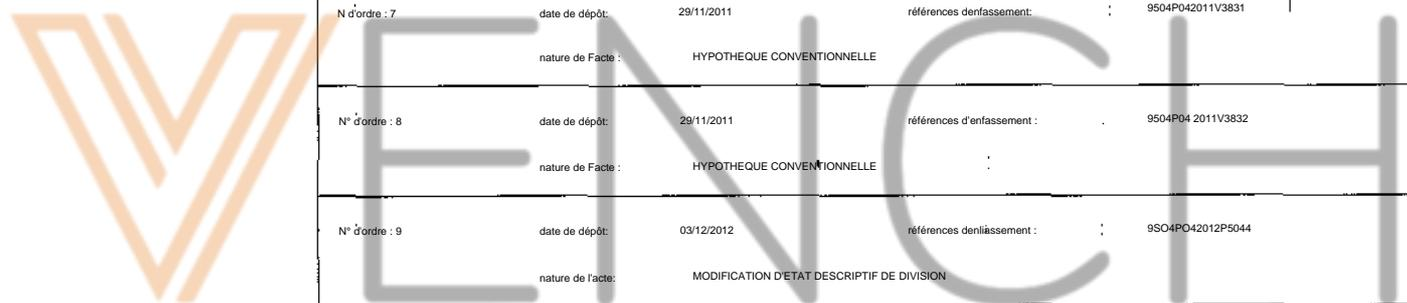 N d'ordre : 7 date de dépôt: 29/11/2011 références denfassement: : 9504P042011V3831
nature de Facte : HYPOTHEQUE CONVENTIONNELLE
N° d'ordre : 8 date de dépôt: 29/11/2011 références d'enfassement : 9504P04 2011V3832
nature de Facte : HYPOTHEQUE CONVENTIONNELLE
N° d'ordre : 9 date de dépôt: 03/12/2012 références denliassement : : 9SO4PO42012P5044
nature de l'acte: MODIFICATION D'ETAT DESCRIPTIF DE DIVISION
VENCH